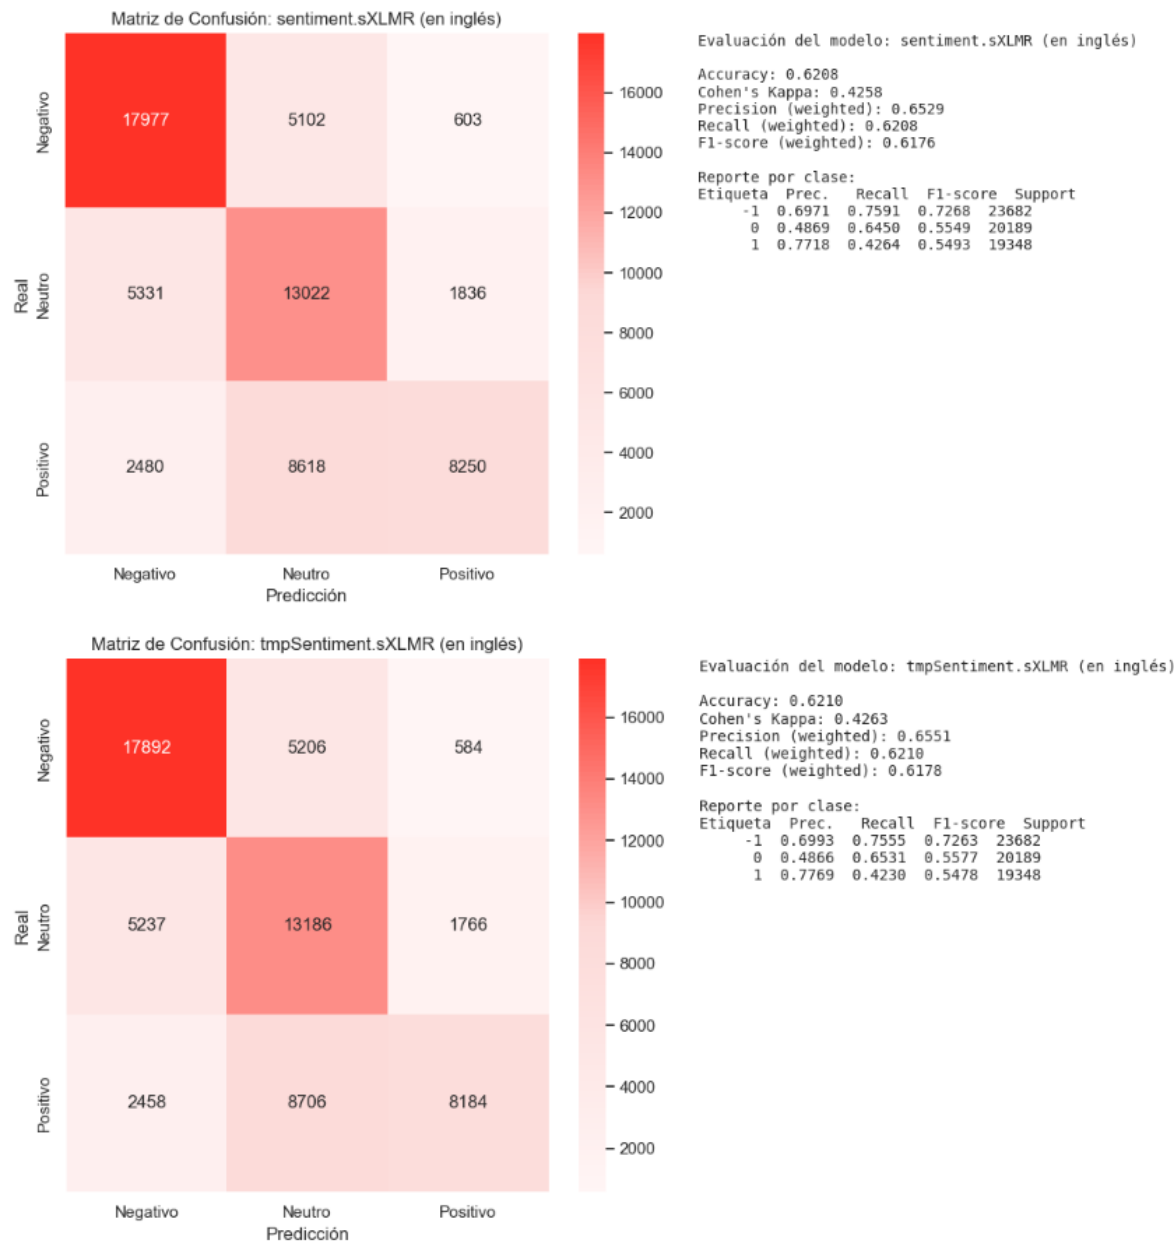 Matriz de Confusión: sentiment.sXLMR (en inglés)
Negativo
17977
5102
603
Real
Neutro
5331
13022
1836
Positivo
2480
8618
8250
Negativo
Neutro
Positivo
Predicción
16000
14000
12000
10000
8000
6000
4000
2000
Evaluación del modelo: sentiment.sXLMR (en inglés)
Accuracy: 0.6208
Cohen's Kappa: 0.4258
Precision (weighted): 0.6529
Recall (weighted): 0.6208
F1-score (weighted): 0.6176
Reporte por clase:
Etiqueta Prec. Recall F1-score Support
-1 0.6971 0.7591 0.7268 23682
0 0.4869 0.6450 0.5549 20189
1 0.7718 0.4264 0.5493 19348
Matriz de Confusión: tmpSentiment.sXLMR (en inglés)
Negativo
17892
5206
584
Real
Neutro
5237
13186
1766
Positivo
2458
8706
8184
Negativo
Neutro
Positivo
Predicción
16000
14000
12000
10000
8000
6000
4000
2000
Evaluación del modelo: tmpSentiment.sXLMR (en inglés)
Accuracy: 0.6210
Cohen's Kappa: 0.4263
Precision (weighted): 0.6551
Recall (weighted): 0.6210
F1-score (weighted): 0.6178
Reporte por clase:
Etiqueta Prec. Recall F1-score Support
-1 0.6993 0.7555 0.7263 23682
0 0.4866 0.6531 0.5577 20189
1 0.7769 0.4230 0.5478 19348